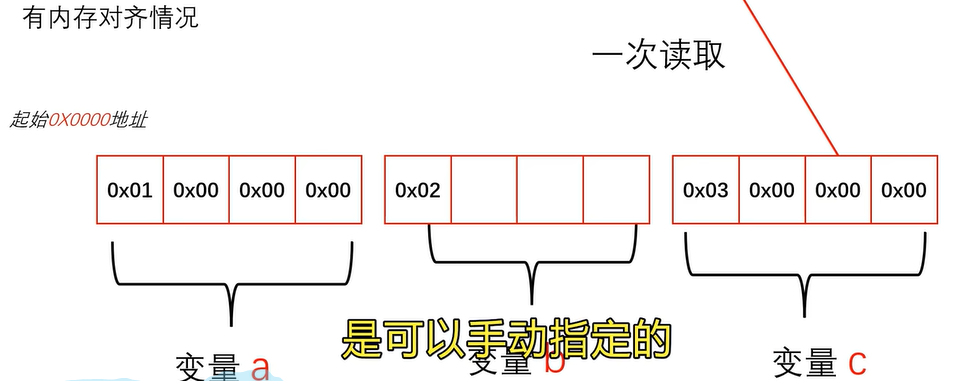 有内存对齐情况
一次读取
起始0X0000地址
0x01 0x00 0x00 0x00 0x02 0x03 0x00 0x00 0x00
是可以手动指定的
变量 a
变量 b
变量 c